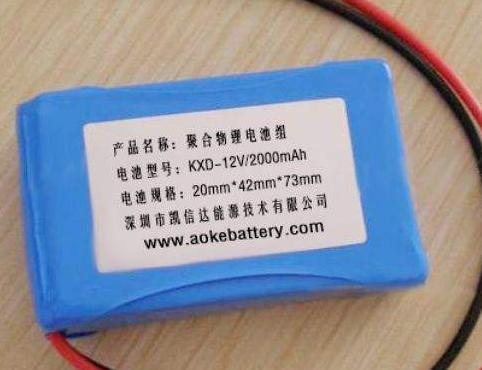 产品名称：聚合物锂电池组
电池型号：KXD-12V/2000mAh
电池规格：20mm*42mm*73mm
深圳市凯信达能源技术有限公司
www.aokebattery.com